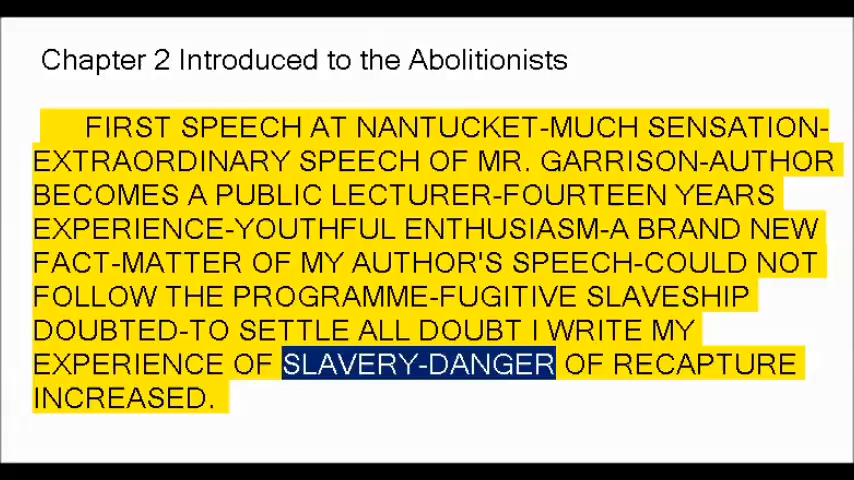 Chapter 2 Introduced to the Abolitionists
FIRST SPEECH AT NANTUCKET-MUCH SENSATION-
EXTRAORDINARY SPEECH OF MR. GARRISON-AUTHOR
BECOMES A PUBLIC LECTURER-FOURTEEN YEARS
EXPERIENCE-YOUTHFUL ENTHUSIASM-A BRAND NEW
FACT-MATTER OF MY AUTHOR'S SPEECH-COULD NOT
FOLLOW THE PROGRAMME-FUGITIVE SLAVESHIP
DOUBTED-TO SETTLE ALL DOUBT I WRITE MY
EXPERIENCE OF SLAVERY-DANGER OF RECAPTURE
INCREASED.